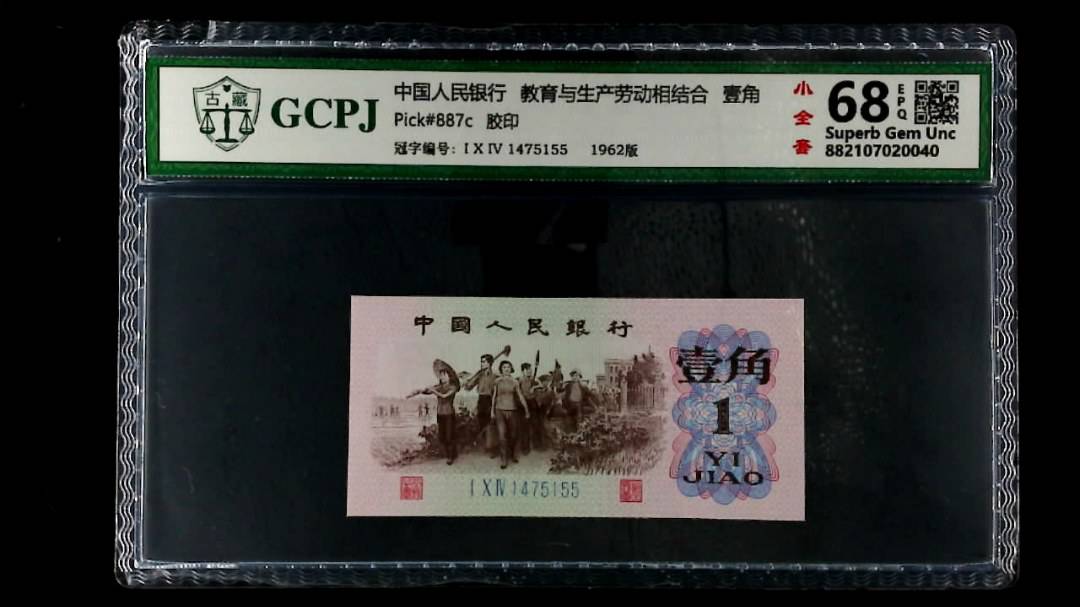 古藏
GCPJ
中国人民银行 教育与生产劳动相结合 壹角
Pick#887c 胶印
冠字编号：I X IV 1475155 1962版
小全套
68
EPQ
Superb Gem Unc
882107020040
中國人民銀行
壹角
1
YI
JIAO
I X IV 1475155